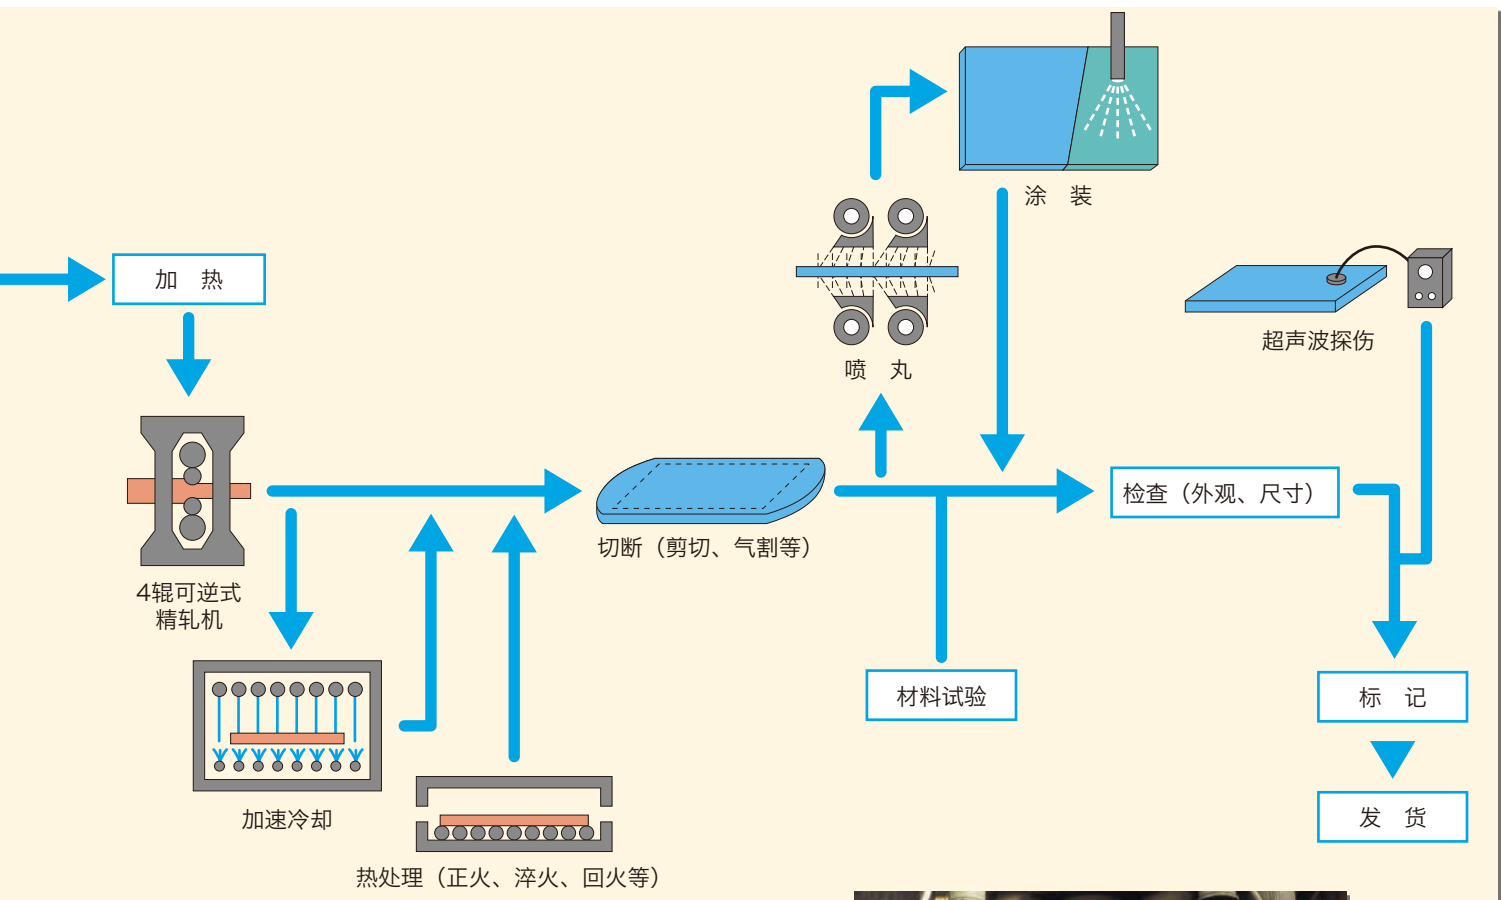 涂　装
加　热
超声波探伤
喷　丸
检查（外观、尺寸）
切断（剪切、气割等）
4辊可逆式
精轧机
材料试验
标　记
加速冷却
发　货
热处理（正火、淬火、回火等）